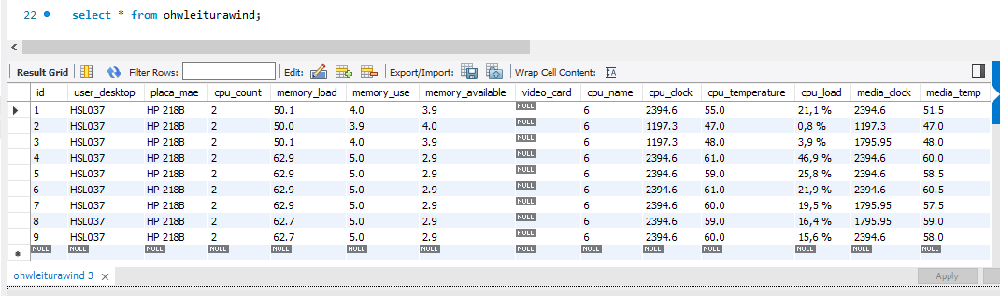 22 select * from ohwleiturawind;
Result Grid Filter Rows: Edit: Export/Import: Wrap Cell Content: IA
id user_desktop placa_mae cpu_count memory_load memory_use memory_available video_card cpu_name cpu_clock cpu_temperature cpu_load media_clock media_temp
1 HSL037 HP 218B 2 50.1 4.0 3.9 NULL 6 2394.6 55.0 21,1 % 2394.6 51.5
2 HSL037 HP 218B 2 50.0 3.9 4.0 NULL 6 1197.3 47.0 0,8 % 1197.3 47.0
3 HSL037 HP 218B 2 50.1 4.0 3.9 NULL 6 1197.3 48.0 3,9 % 1795.95 48.0
4 HSL037 HP 218B 2 62.9 5.0 2.9 NULL 6 2394.6 61.0 46,9 % 2394.6 60.0
5 HSL037 HP 218B 2 62.9 5.0 2.9 NULL 6 2394.6 59.0 25,8 % 2394.6 58.5
6 HSL037 HP 218B 2 62.9 5.0 2.9 NULL 6 2394.6 61.0 21,9 % 2394.6 60.5
7 HSL037 HP 218B 2 62.9 5.0 2.9 NULL 6 2394.6 60.0 19,5 % 1795.95 57.5
8 HSL037 HP 218B 2 62.7 5.0 2.9 NULL 6 2394.6 59.0 16,4 % 1795.95 59.0
9 HSL037 HP 218B 2 62.7 5.0 2.9 NULL 6 2394.6 60.0 15,6 % 2394.6 58.0
NULL NULL NULL NULL NULL NULL NULL NULL NULL NULL NULL NULL NULL NULL
ohwleiturawind 3 Apply